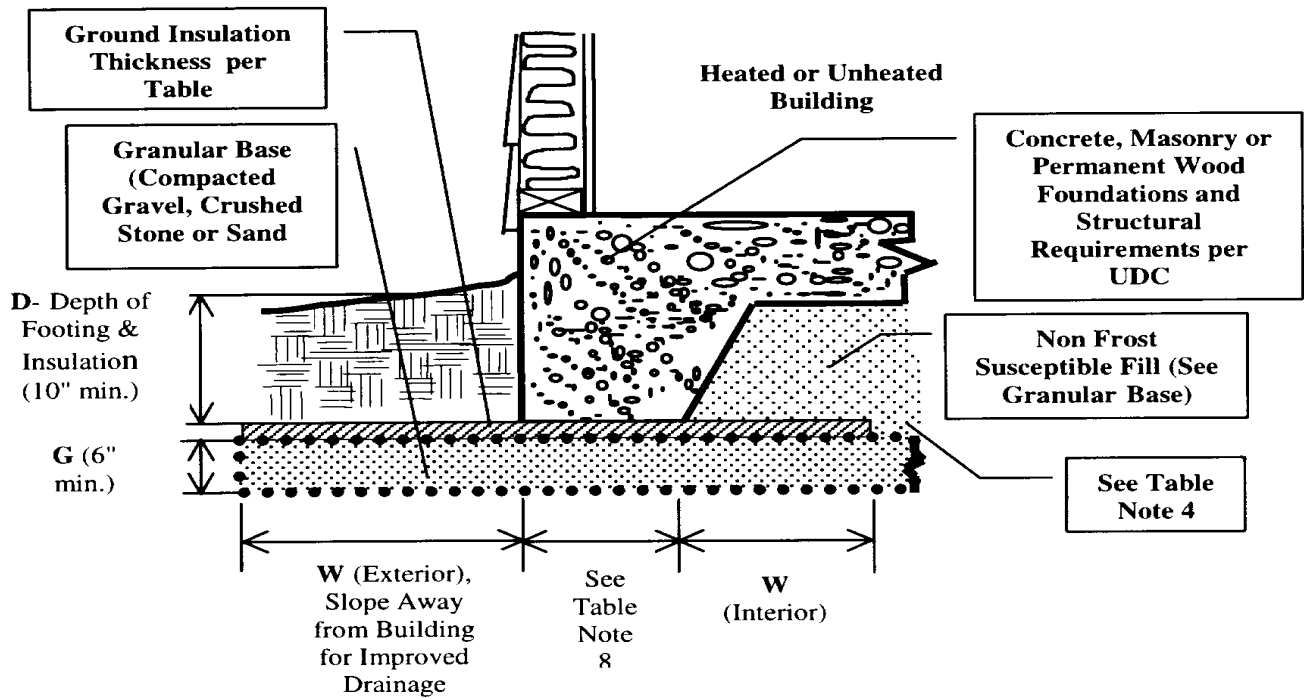 Ground Insulation
Thickness per
Table
Heated or Unheated
Building
Granular Base
(Compacted
Gravel, Crushed
Stone or Sand
Concrete, Masonry or
Permanent Wood
Foundations and
Structural
Requirements per
UDC
D- Depth of
Footing &
Insulation
(10" min.)
Non Frost
Susceptible Fill (See
Granular Base)
G (6"
min.)
See Table
Note 4
W (Exterior),
Slope Away
from Building
for Improved
Drainage
See
Table
Note
8
W
(Interior)